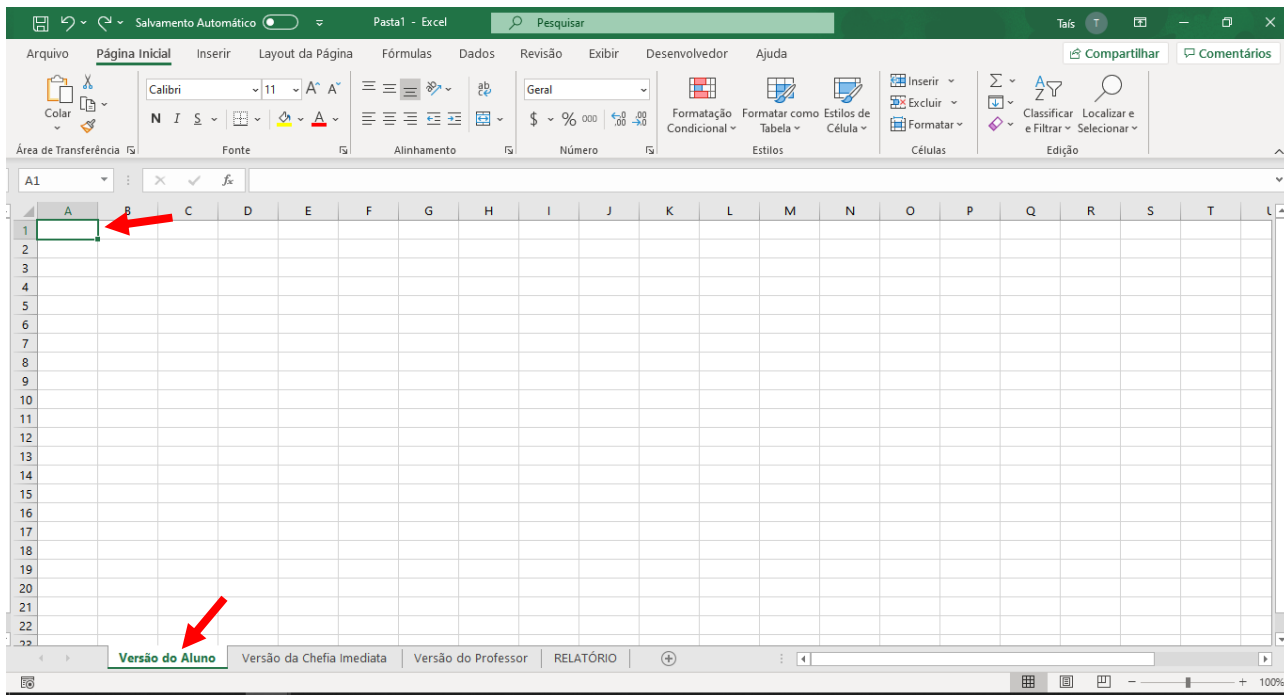 Salvamento Automático Pasta1 - Excel Pesquisar Taís T
Arquivo Página Inicial Inserir Layout da Página Fórmulas Dados Revisão Exibir Desenvolvedor Ajuda Compartilhar Comentários
Colar
Calibri 11 A^ A˅ ab
N I S A
Geral
$ % 000
Formatação Condicional
Formatar como Tabela
Estilos de Célula
Inserir
Excluir
Formatar
Classificar e Filtrar
Localizar e Selecionar
Área de Transferência Fonte Alinhamento Número Estilos Células Edição
A1 fx
A B C D E F G H I J K L M N O P Q R S T
1
2
3
4
5
6
7
8
9
10
11
12
13
14
15
16
17
18
19
20
21
22
23
Versão do Aluno Versão da Chefia Imediata Versão do Professor RELATÓRIO
100%